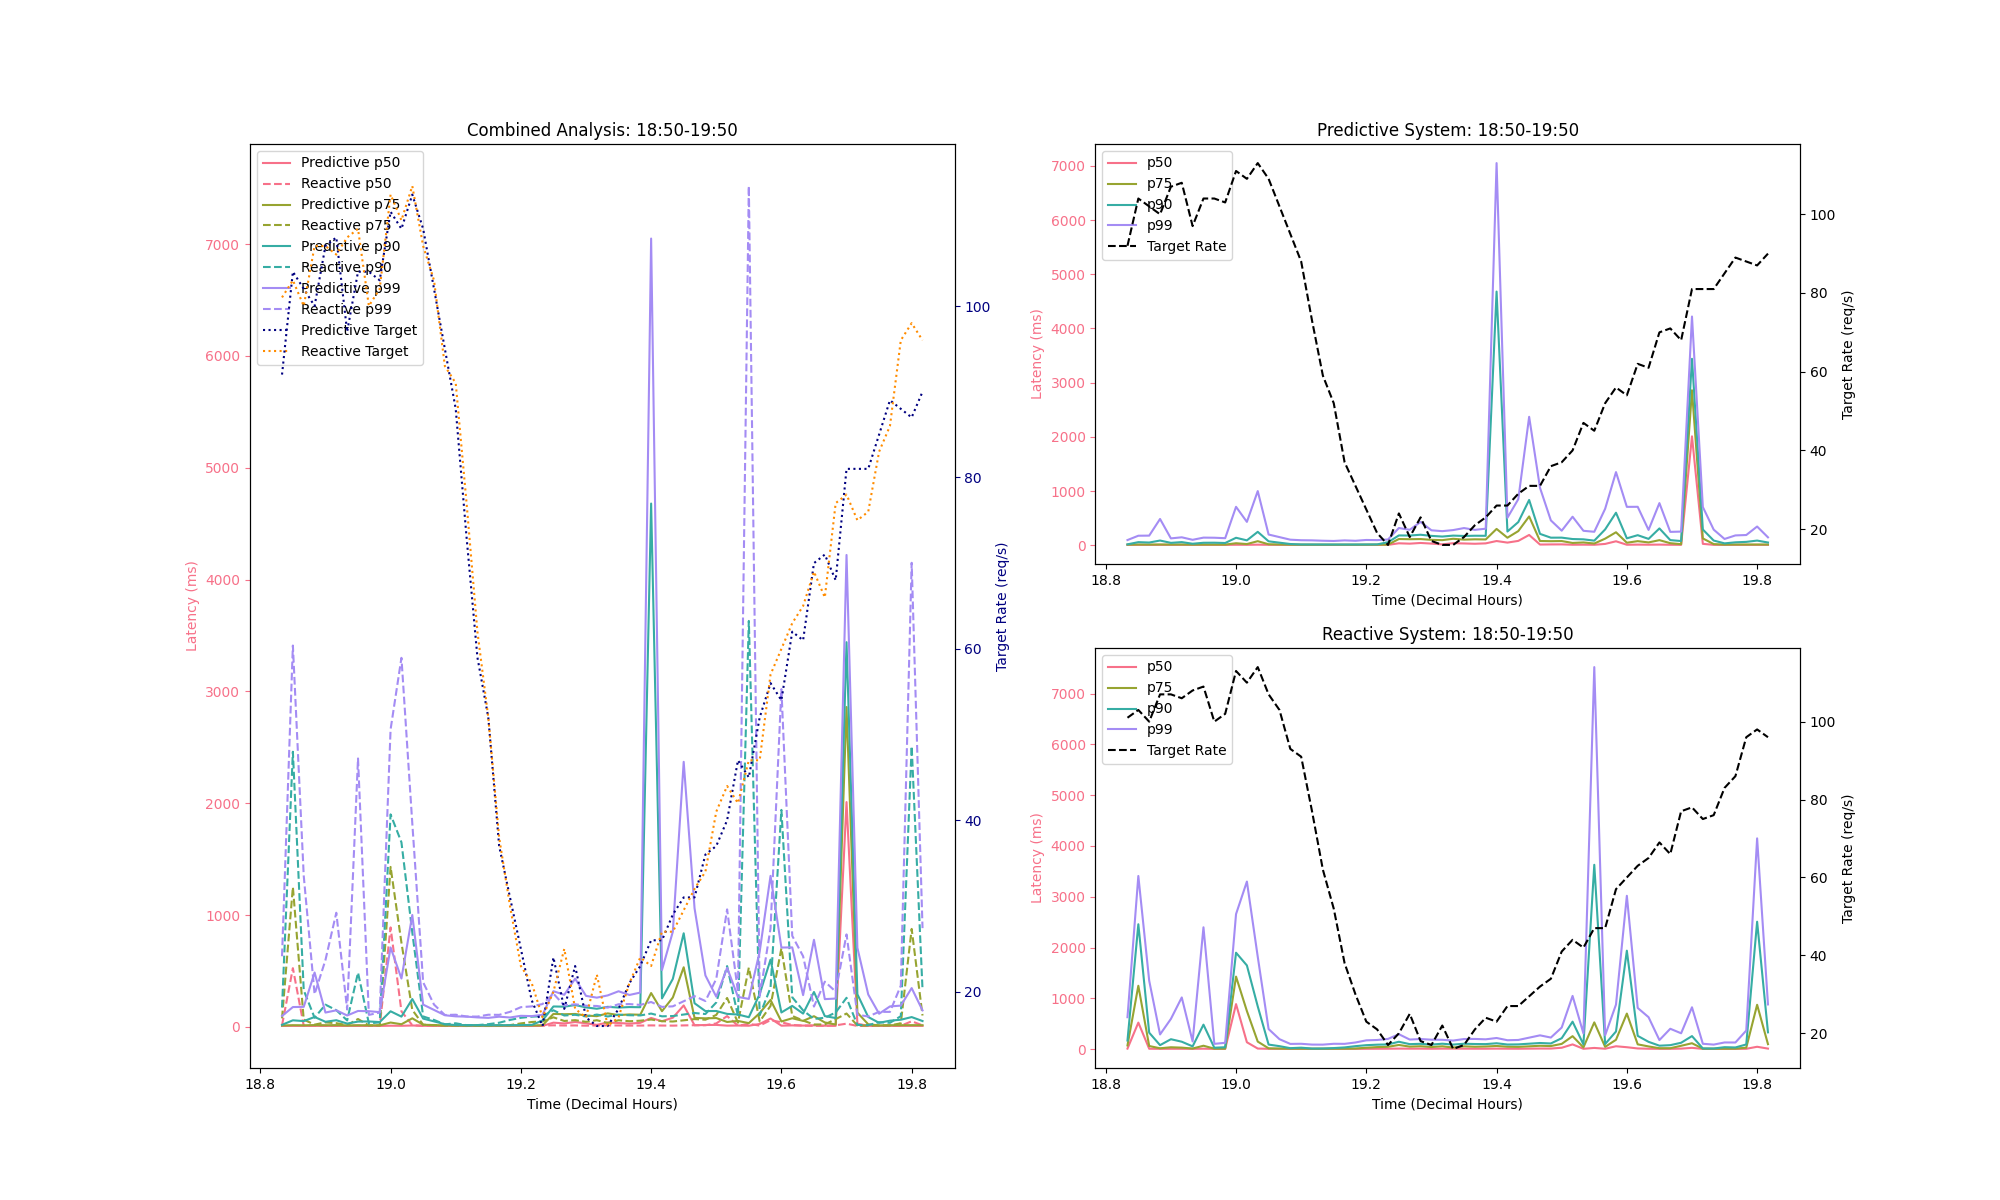 Combined Analysis: 18:50-19:50
Predictive p50
Reactive p50
Predictive p75
Reactive p75
Predictive p90
Reactive p90
Predictive p99
Reactive p99
Predictive Target
Reactive Target
7000
6000
5000
4000
3000
2000
1000
0
Latency (ms)
100
80
60
40
20
Target Rate (req/s)
18.8 19.0 19.2 19.4 19.6 19.8
Time (Decimal Hours)
Predictive System: 18:50-19:50
p50
p75
p90
p99
Target Rate
7000
6000
5000
4000
3000
2000
1000
0
Latency (ms)
100
80
60
40
20
Target Rate (req/s)
18.8 19.0 19.2 19.4 19.6 19.8
Time (Decimal Hours)
Reactive System: 18:50-19:50
p50
p75
p90
p99
Target Rate
7000
6000
5000
4000
3000
2000
1000
0
Latency (ms)
100
80
60
40
20
Target Rate (req/s)
18.8 19.0 19.2 19.4 19.6 19.8
Time (Decimal Hours)